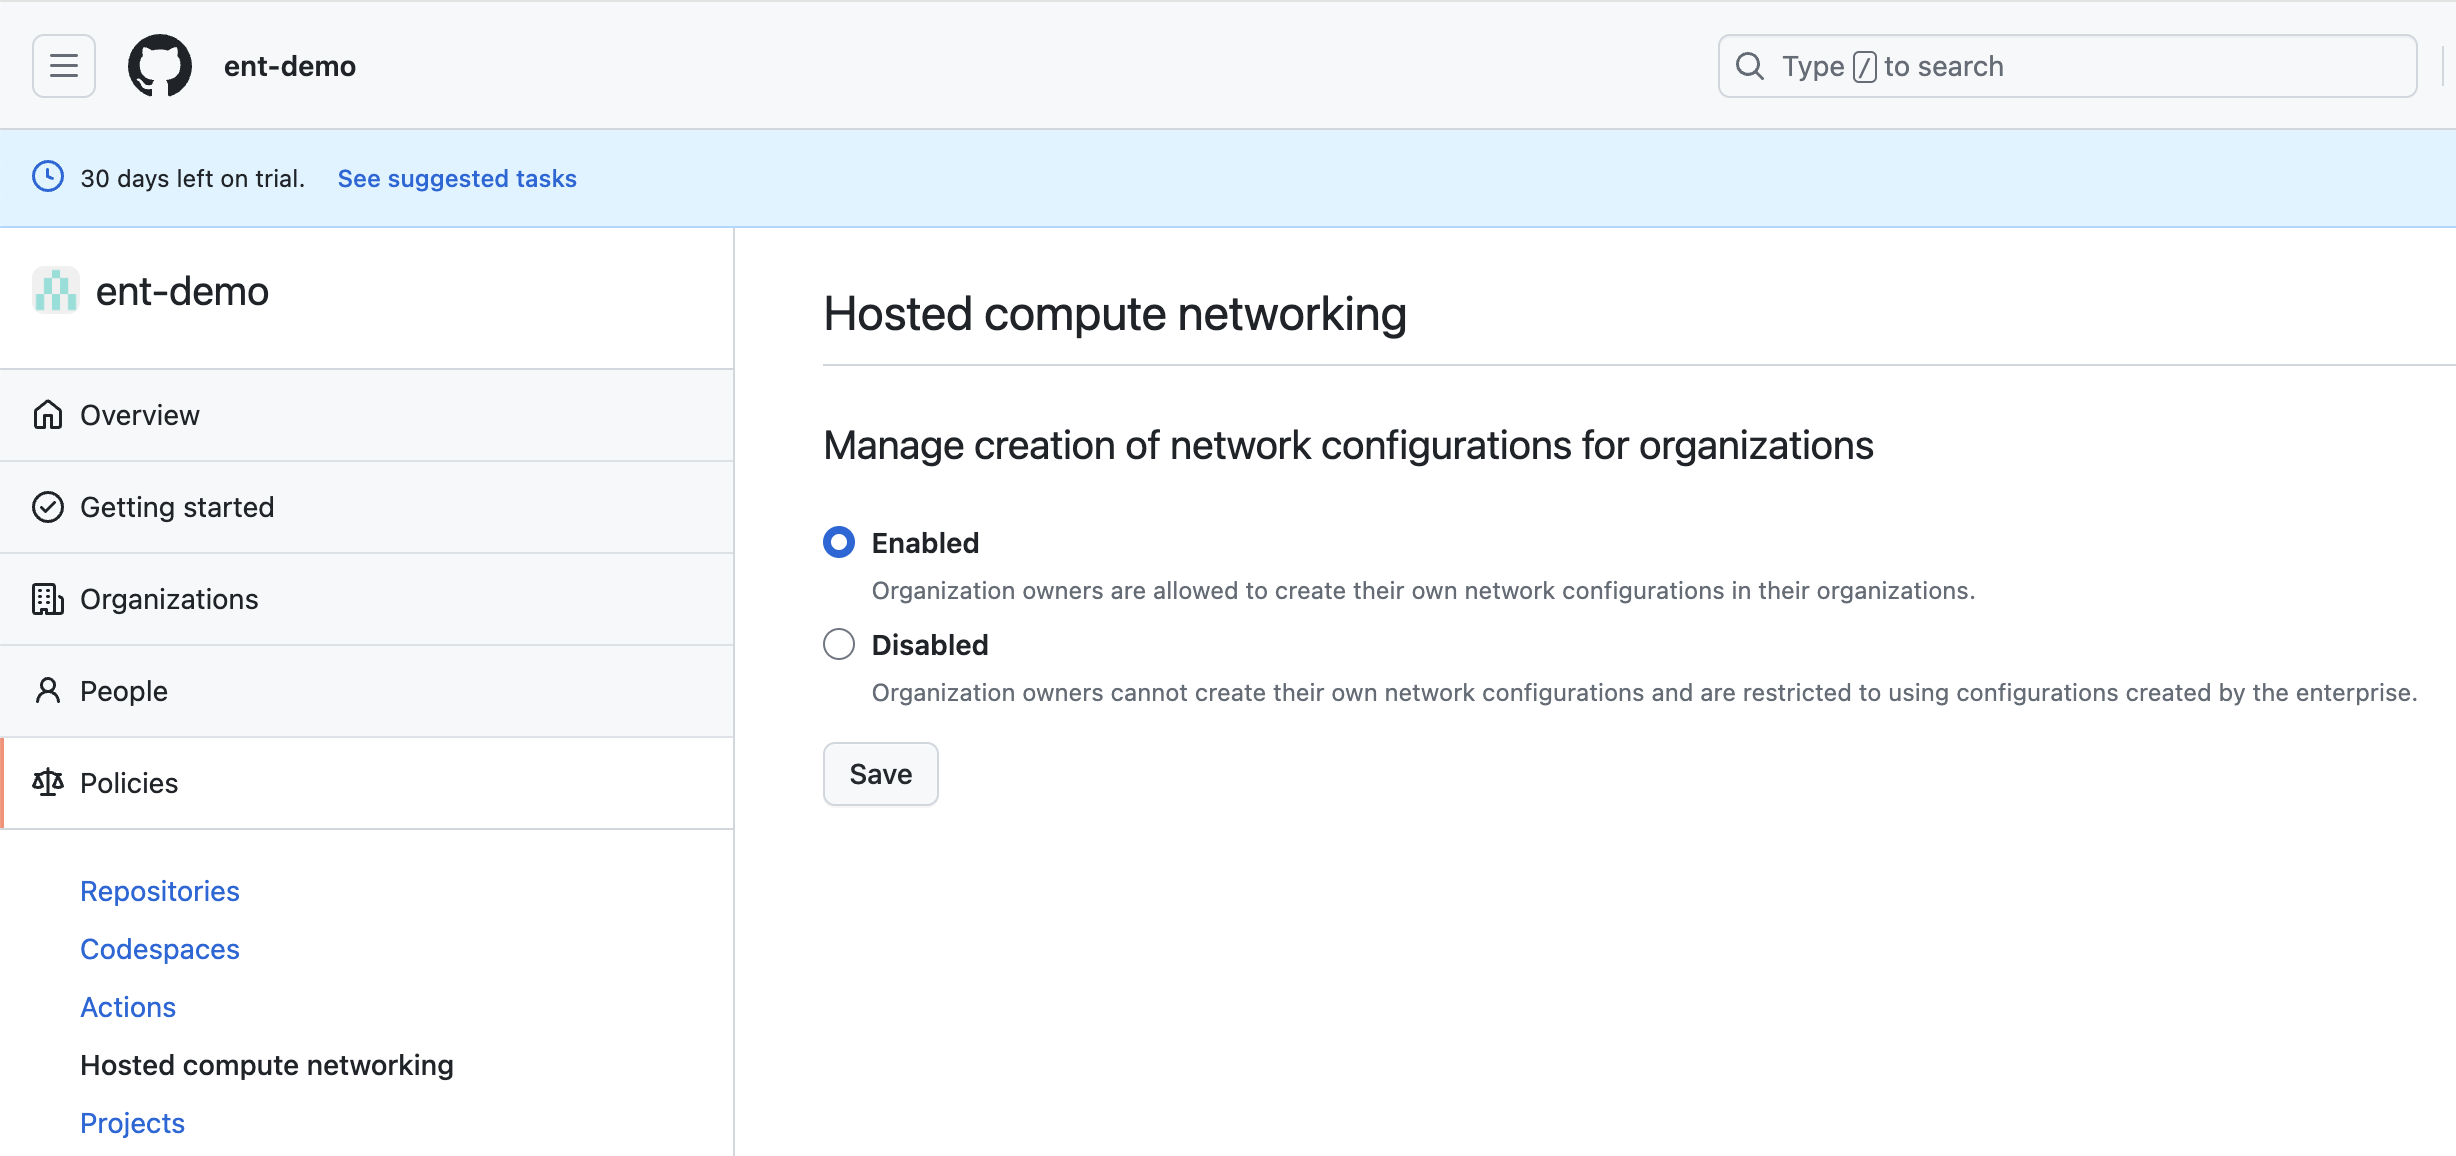 ent-demo
Type / to search
30 days left on trial. See suggested tasks
ent-demo
Overview
Getting started
Organizations
People
Policies
Repositories
Codespaces
Actions
Hosted compute networking
Projects
Hosted compute networking
Manage creation of network configurations for organizations
Enabled
Organization owners are allowed to create their own network configurations in their organizations.
Disabled
Organization owners cannot create their own network configurations and are restricted to using configurations created by the enterprise.
Save